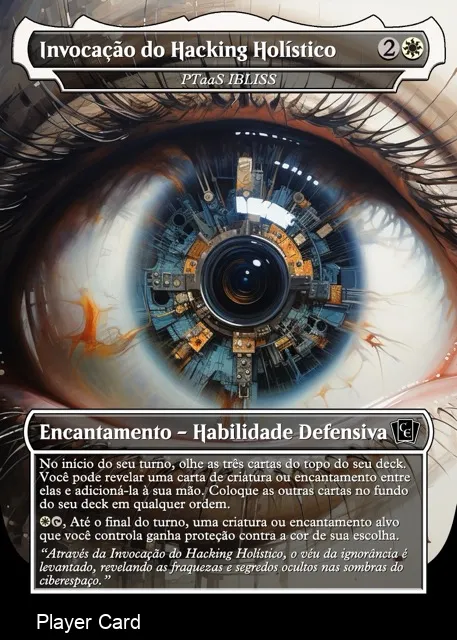 Invocação do Hacking Holístico 2
PTaaS IBLISS
Encantamento – Habilidade Defensiva
No início do seu turno, olhe as três cartas do topo do seu deck.
Você pode revelar uma carta de criatura ou encantamento entre
elas e adicioná-la à sua mão. Coloque as outras cartas no fundo
do seu deck em qualquer ordem.
, Até o final do turno, uma criatura ou encantamento alvo
que você controla ganha proteção contra a cor de sua escolha.
“Através da Invocação do Hacking Holístico, o véu da ignorância é
levantado, revelando as fraquezas e segredos ocultos nas sombras do
ciberespaço.”
Player Card